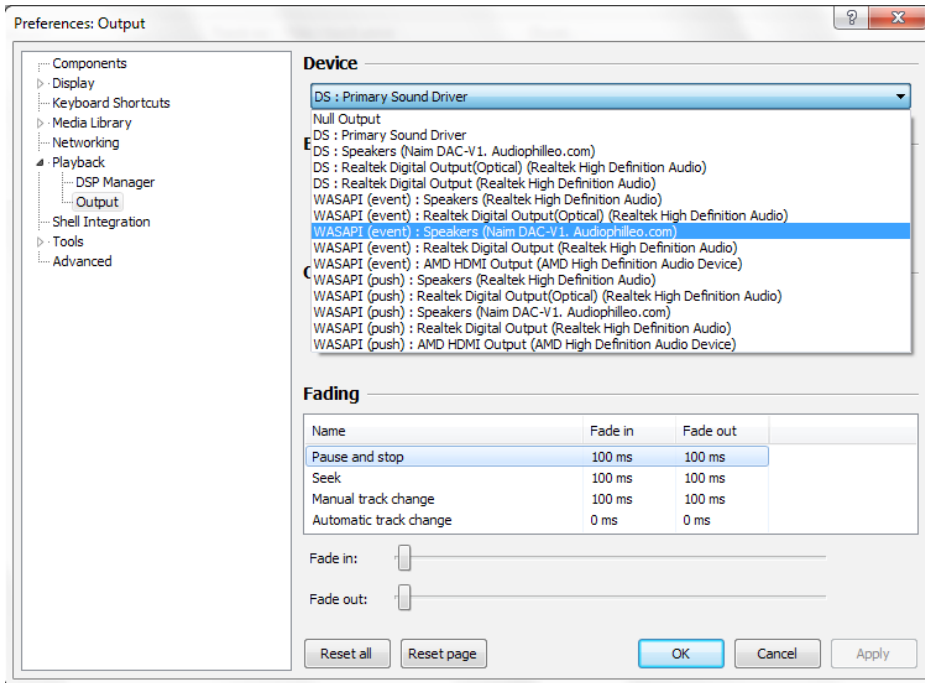 Preferences: Output
Components
Display
Keyboard Shortcuts
Media Library
Networking
Playback
DSP Manager
Output
Shell Integration
Tools
Advanced
Device
DS : Primary Sound Driver
Null Output
DS : Primary Sound Driver
DS : Speakers (Naim DAC-V1. Audiophilleo.com)
DS : Realtek Digital Output(Optical) (Realtek High Definition Audio)
DS : Realtek Digital Output (Realtek High Definition Audio)
WASAPI (event) : Speakers (Realtek High Definition Audio)
WASAPI (event) : Realtek Digital Output(Optical) (Realtek High Definition Audio)
WASAPI (event) : Speakers (Naim DAC-V1. Audiophilleo.com)
WASAPI (event) : Realtek Digital Output (Realtek High Definition Audio)
WASAPI (event) : AMD HDMI Output (AMD High Definition Audio Device)
WASAPI (push) : Speakers (Realtek High Definition Audio)
WASAPI (push) : Realtek Digital Output(Optical) (Realtek High Definition Audio)
WASAPI (push) : Speakers (Naim DAC-V1. Audiophilleo.com)
WASAPI (push) : Realtek Digital Output (Realtek High Definition Audio)
WASAPI (push) : AMD HDMI Output (AMD High Definition Audio Device)
Fading
Name Fade in Fade out
Pause and stop 100 ms 100 ms
Seek 100 ms 100 ms
Manual track change 100 ms 100 ms
Automatic track change 0 ms 0 ms
Fade in:
Fade out:
Reset all Reset page OK Cancel Apply